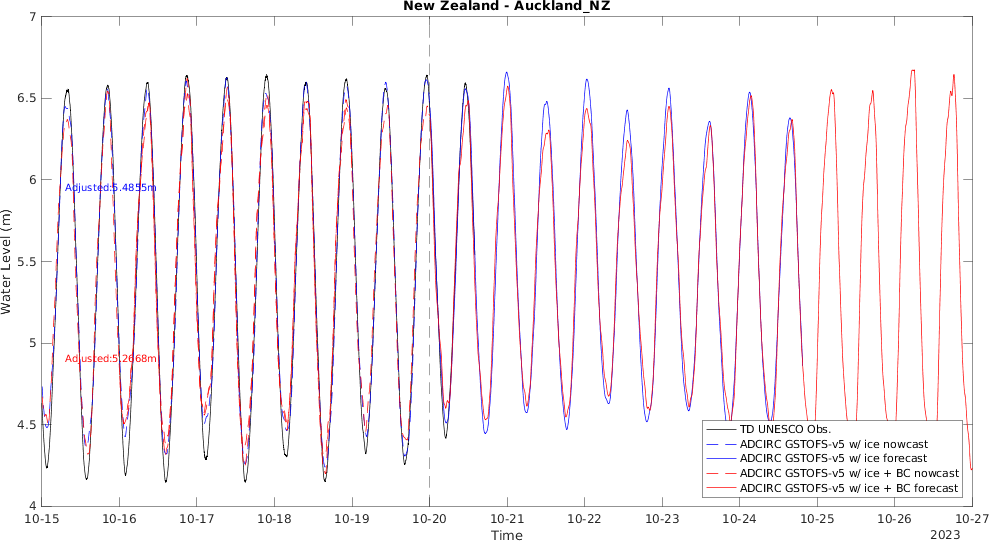 New Zealand - Auckland_NZ
7
6.5
6
5.5
5
4.5
4
Water Level (m)
Adjusted:5.4855m
Adjusted:5.2668m
TD UNESCO Obs.
ADCIRC GSTOFS-v5 w/ ice nowcast
ADCIRC GSTOFS-v5 w/ ice forecast
ADCIRC GSTOFS-v5 w/ ice + BC nowcast
ADCIRC GSTOFS-v5 w/ ice + BC forecast
10-15 10-16 10-17 10-18 10-19 10-20 10-21 10-22 10-23 10-24 10-25 10-26 10-27
Time
2023